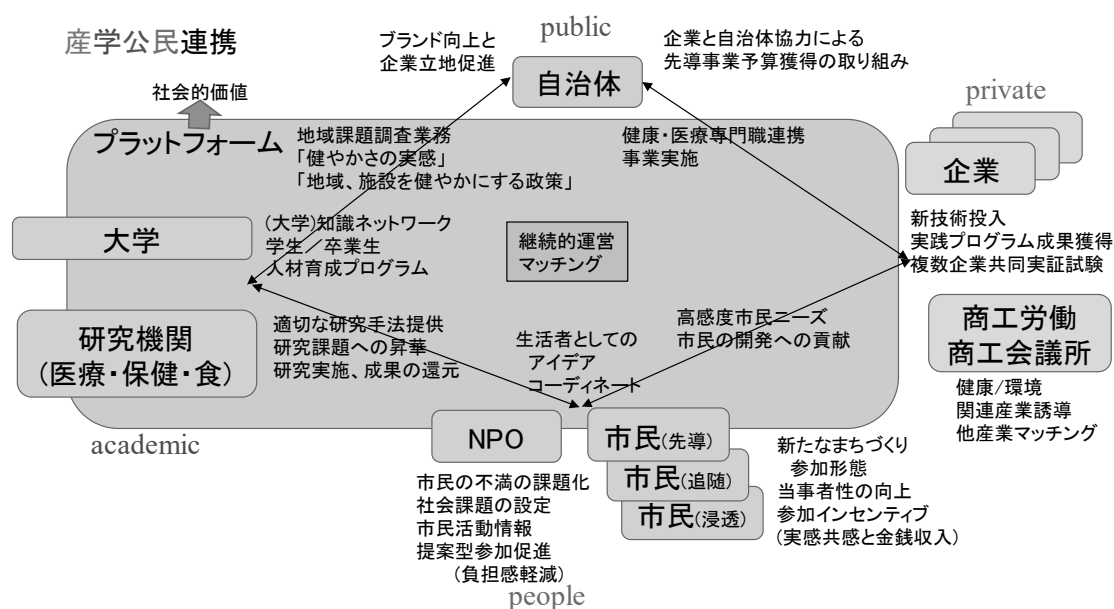 産学公民連携
public
ブランド向上と
企業立地促進
自治体
企業と自治体協力による
先導事業予算獲得の取り組み
private
社会的価値
プラットフォーム
地域課題調査業務
「健やかさの実感」
「地域、施設を健やかにする政策」
健康・医療専門職連携
事業実施
企業
大学
(大学)知識ネットワーク
学生／卒業生
人材育成プログラム
継続的運営
マッチング
新技術投入
実践プログラム成果獲得
複数企業共同実証試験
研究機関
(医療・保健・食)
適切な研究手法提供
研究課題への昇華
研究実施、成果の還元
生活者としての
アイデア
コーディネート
高感度市民ニーズ
市民の開発への貢献
商工労働
商工会議所
健康/環境
関連産業誘導
他産業マッチング
academic
NPO
市民(先導)
市民(追随)
市民(浸透)
市民の不満の課題化
社会課題の設定
市民活動情報
提案型参加促進
(負担感軽減)
新たなまちづくり
参加形態
当事者性の向上
参加インセンティブ
(実感共感と金銭収入)
people